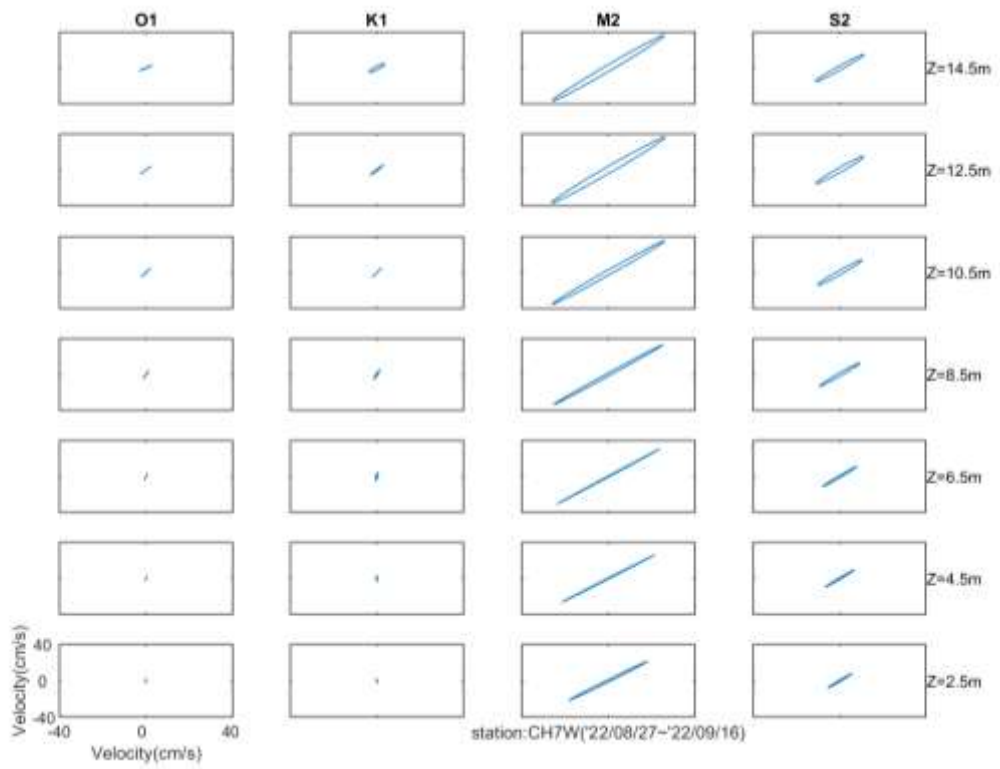 O1 K1 M2 S2
Z=14.5m
Z=12.5m
Z=10.5m
Z=8.5m
Z=6.5m
Z=4.5m
Z=2.5m
Velocity(cm/s)
40
0
-40
-40 0 40
Velocity(cm/s)
station:CH7W('22/08/27~'22/09/16)